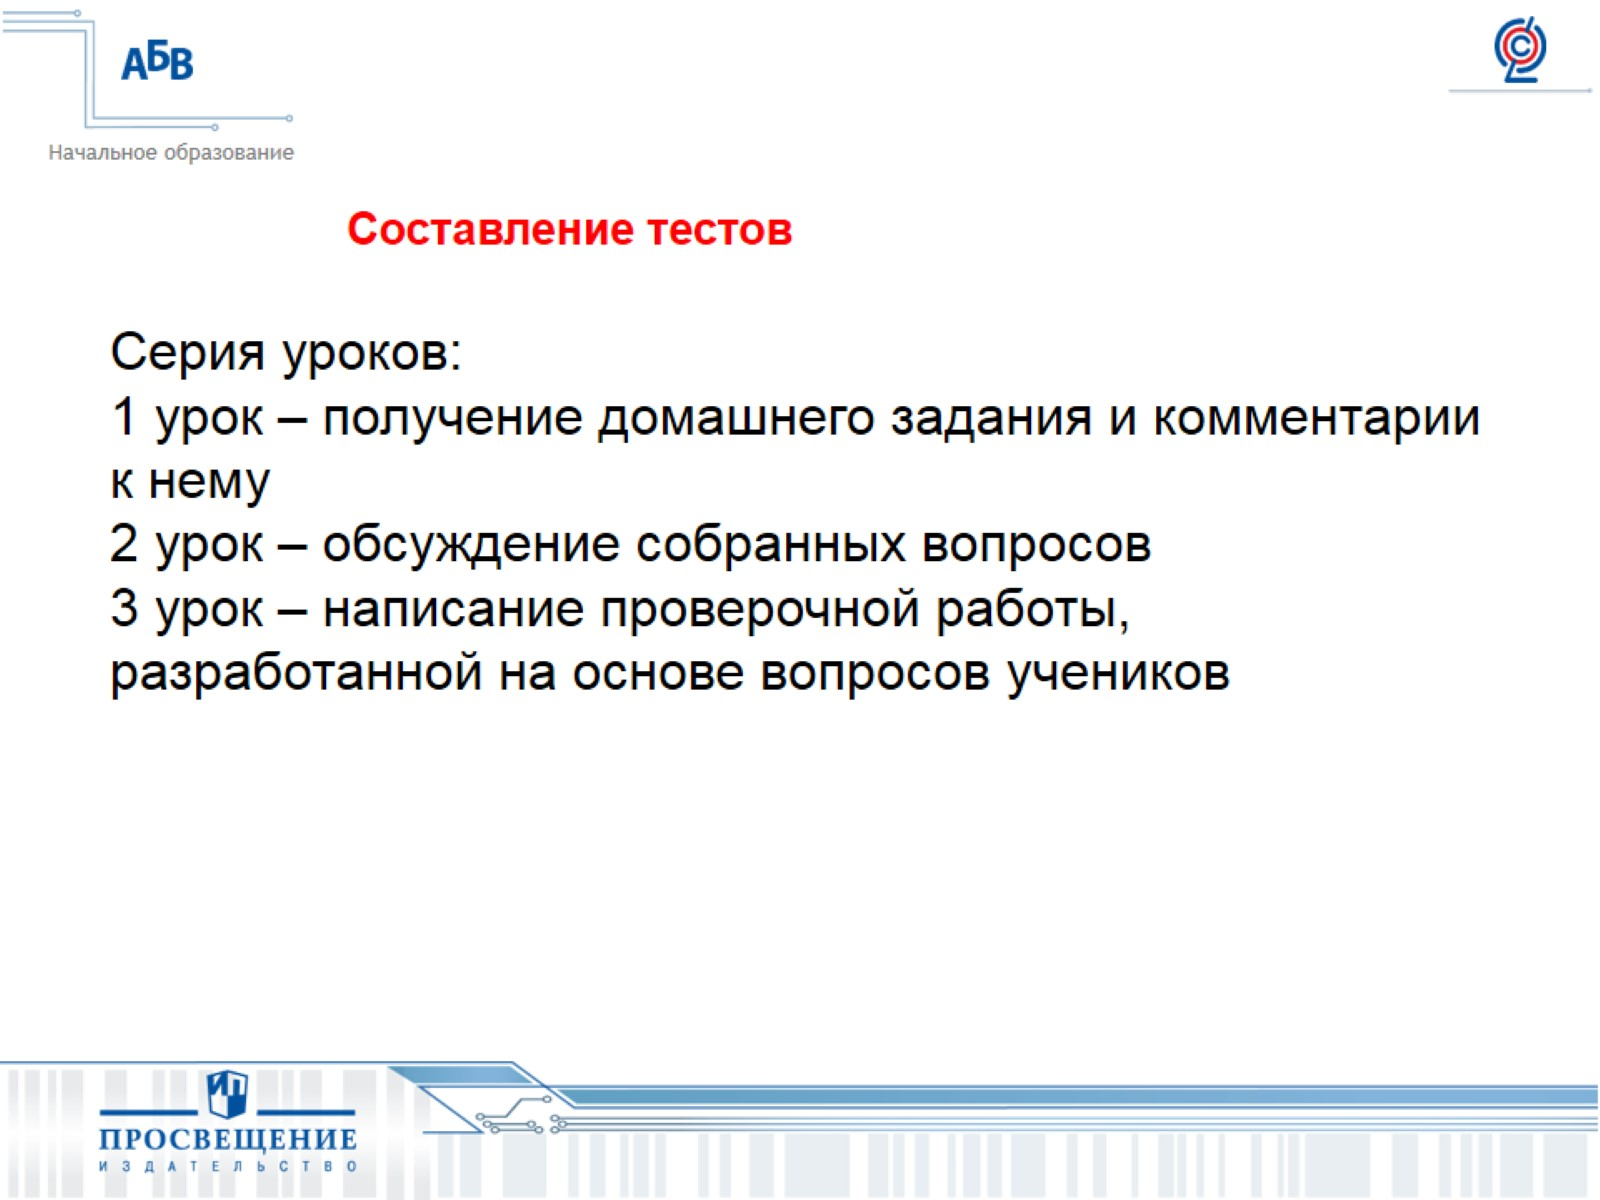 АБВ
Начальное образование
Составление тестов
Серия уроков:
1 урок – получение домашнего задания и комментарии
к нему
2 урок – обсуждение собранных вопросов
3 урок – написание проверочной работы,
разработанной на основе вопросов учеников
ИП
ПРОСВЕЩЕНИЕ
ИЗДАТЕЛЬСТВО